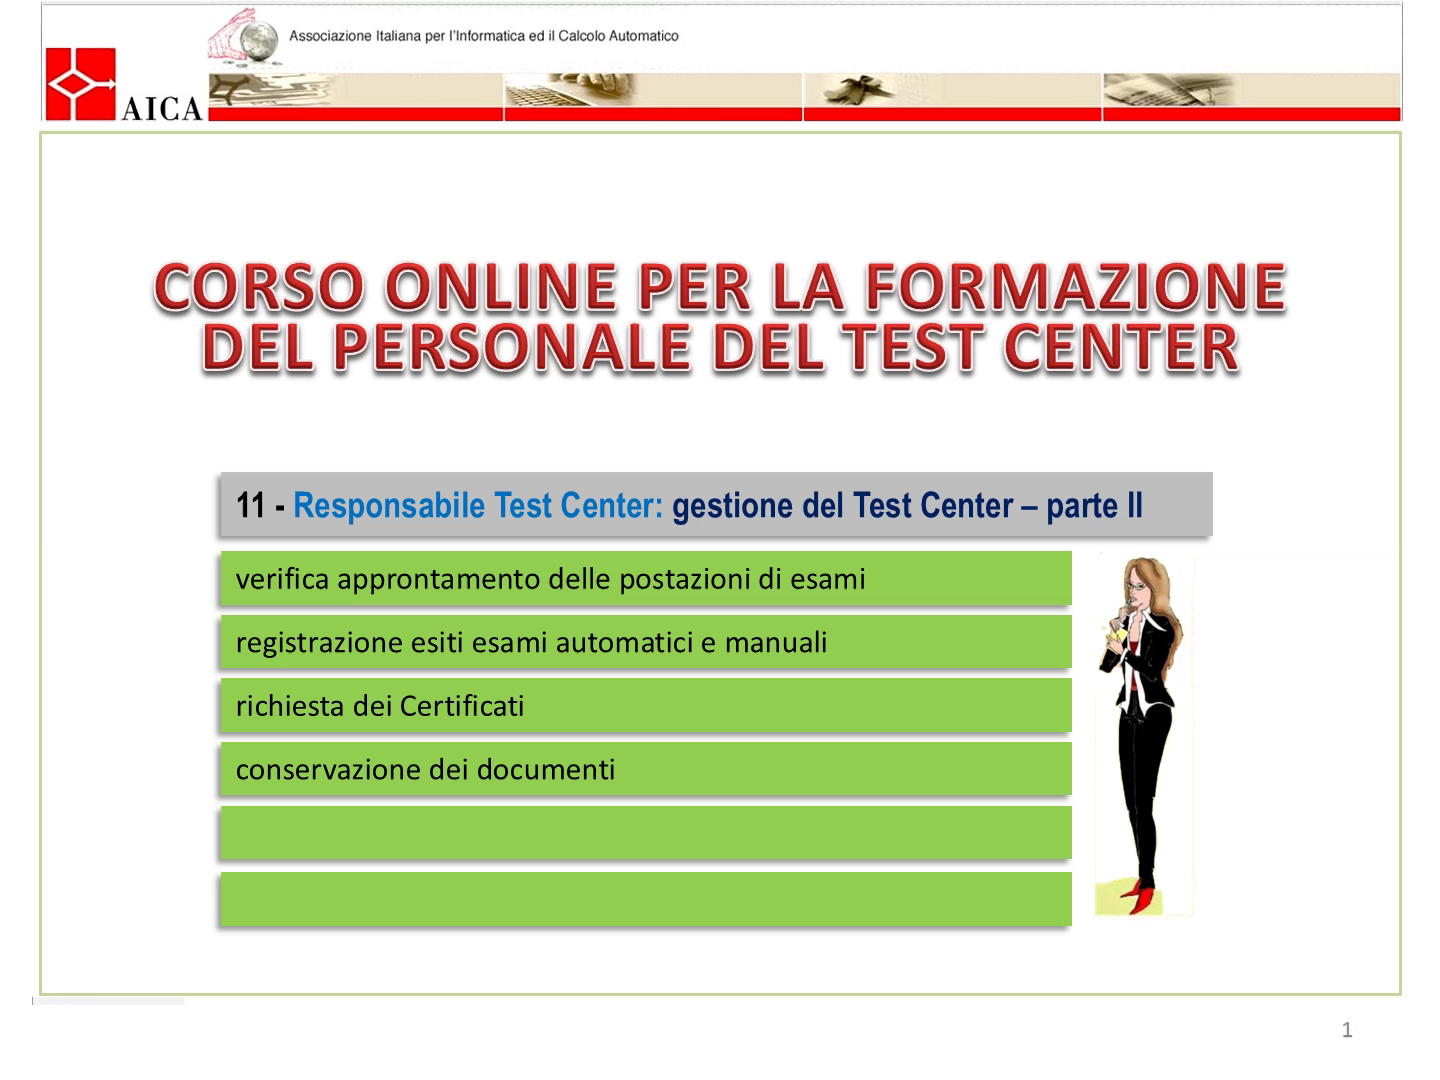 Associazione Italiana per l'Informatica ed il Calcolo Automatico
AICA
CORSO ONLINE PER LA FORMAZIONE
DEL PERSONALE DEL TEST CENTER
11 - Responsabile Test Center: gestione del Test Center – parte II
verifica approntamento delle postazioni di esami
registrazione esiti esami automatici e manuali
richiesta dei Certificati
conservazione dei documenti
1